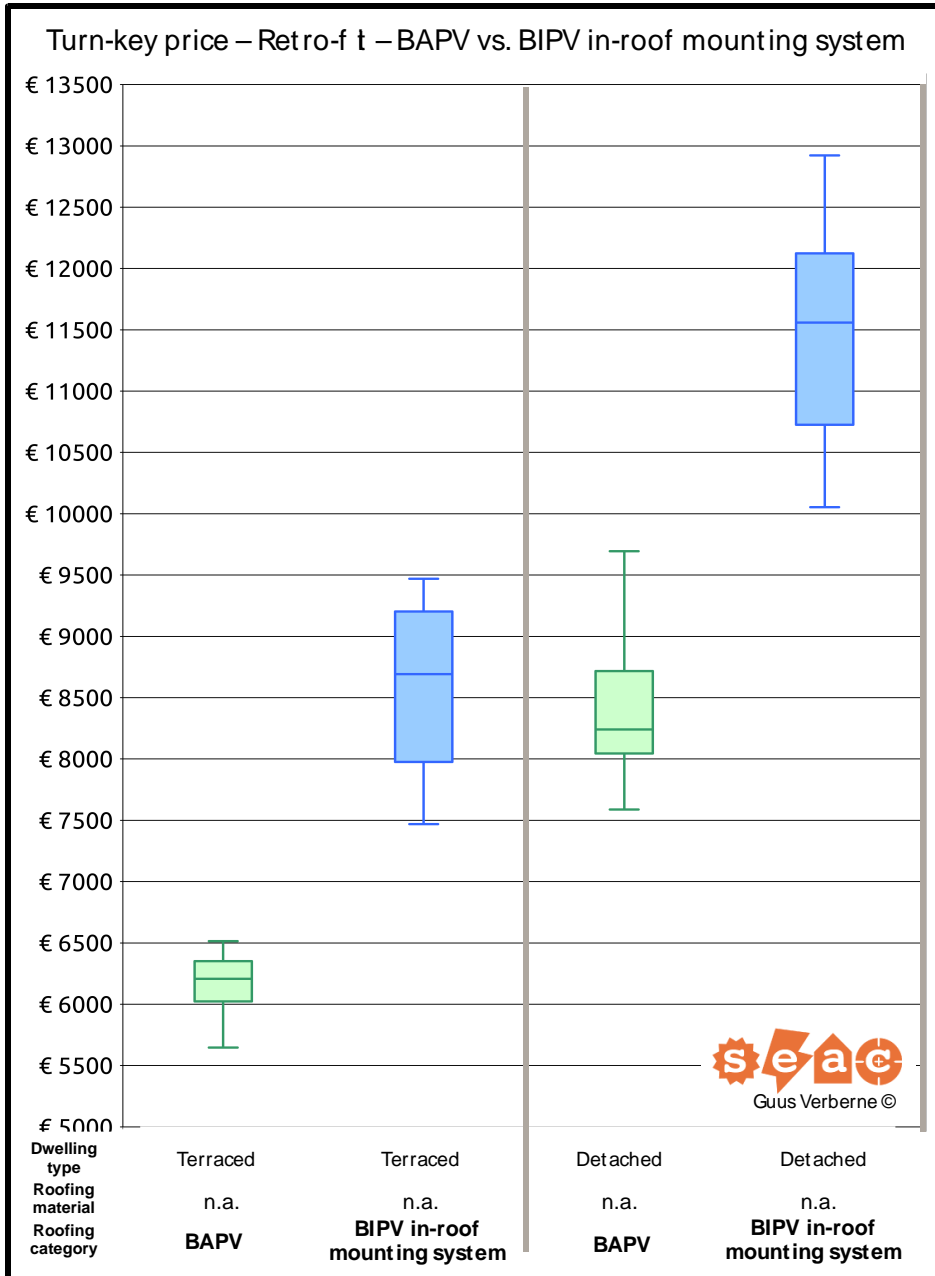 Turn-key price – Retro-f t – BAPV vs. BIPV in-roof mounting system
€ 13500
€ 13000
€ 12500
€ 12000
€ 11500
€ 11000
€ 10500
€ 10000
€ 9500
€ 9000
€ 8500
€ 8000
€ 7500
€ 7000
€ 6500
€ 6000
€ 5500
€ 5000
seac
Guus Verberne ©
Dwelling type
Terraced
Terraced
Detached
Detached
Roofing material
n.a.
n.a.
n.a.
n.a.
Roofing category
BAPV
BIPV in-roof
mounting system
BAPV
BIPV in-roof
mounting system